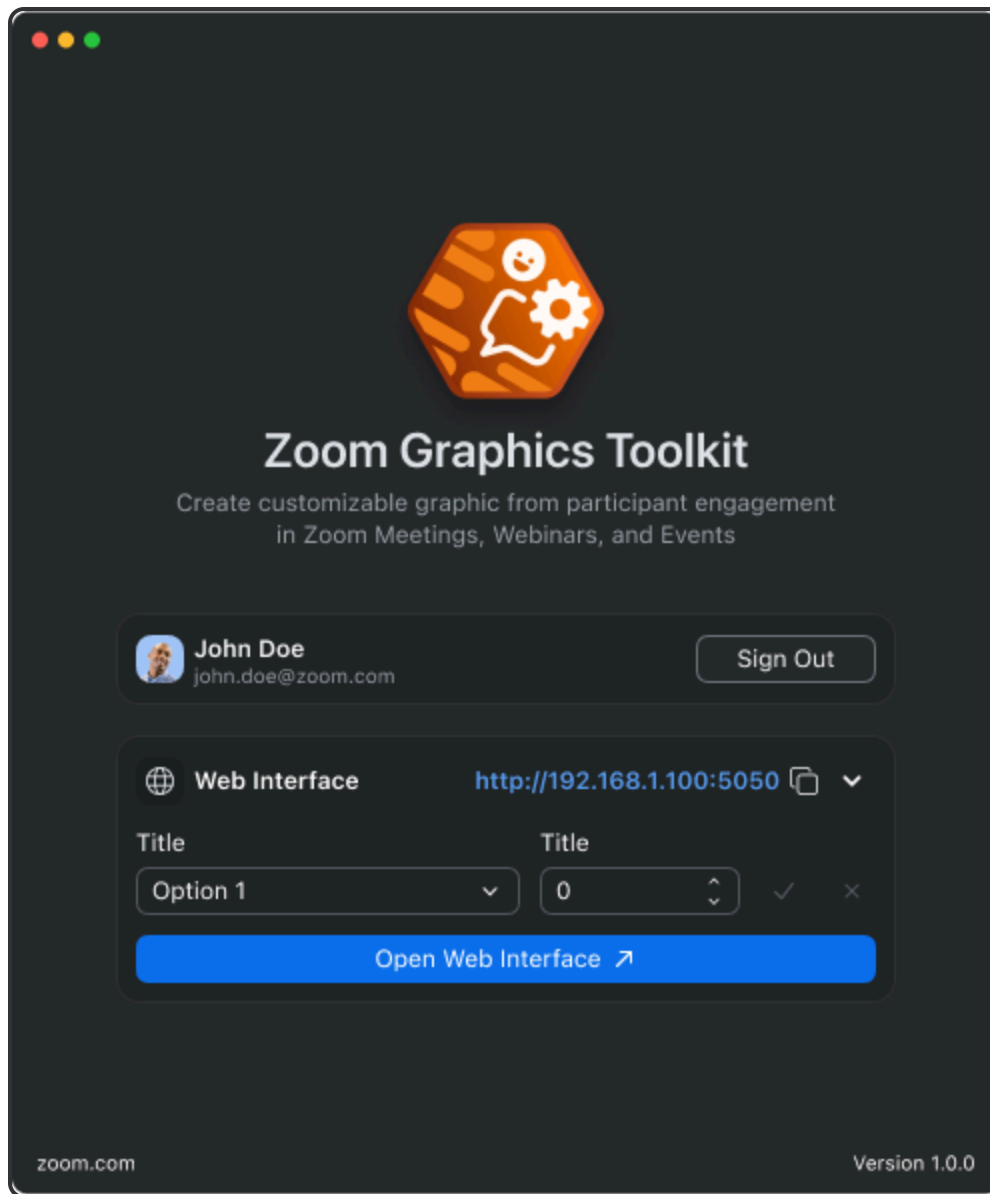 Zoom Graphics Toolkit
Create customizable graphic from participant engagement
in Zoom Meetings, Webinars, and Events
John Doe
john.doe@zoom.com
Sign Out
Web Interface
http://192.168.1.100:5050
Title
Title
Option 1
0
Open Web Interface
zoom.com
Version 1.0.0